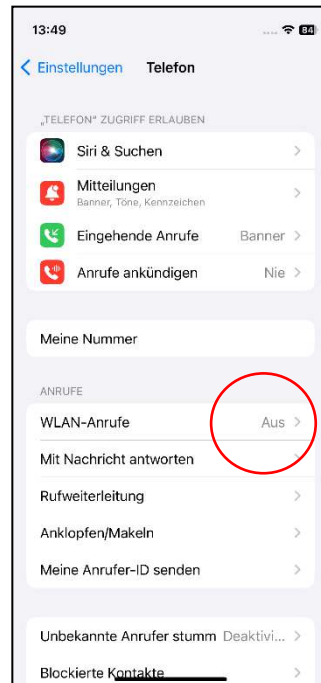 13:49
84
Einstellungen Telefon
„TELEFON“ ZUGRIFF ERLAUBEN
Siri & Suchen
Mitteilungen
Banner, Töne, Kennzeichen
Eingehende Anrufe Banner
Anrufe ankündigen Nie
Meine Nummer
ANRUFE
WLAN-Anrufe Aus
Mit Nachricht antworten
Rufweiterleitung
Anklopfen/Makeln
Meine Anrufer-ID senden
Unbekannte Anrufer stumm Deaktivi...
Blockierte Kontakte